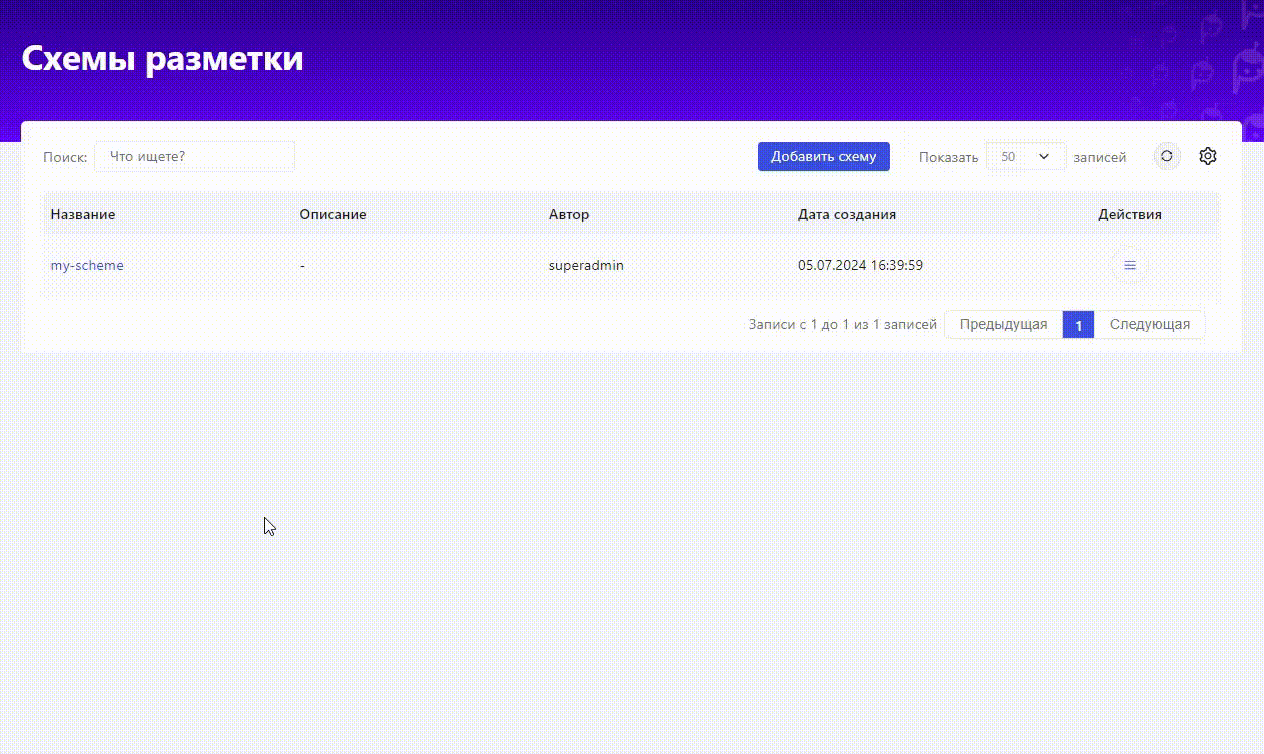 Схемы разметки
Поиск: Что ищете? Добавить схему Показать 50 записей
Название Описание Автор Дата создания Действия
my-scheme - superadmin 05.07.2024 16:39:59
Записи с 1 до 1 из 1 записей Предыдущая 1 Следующая